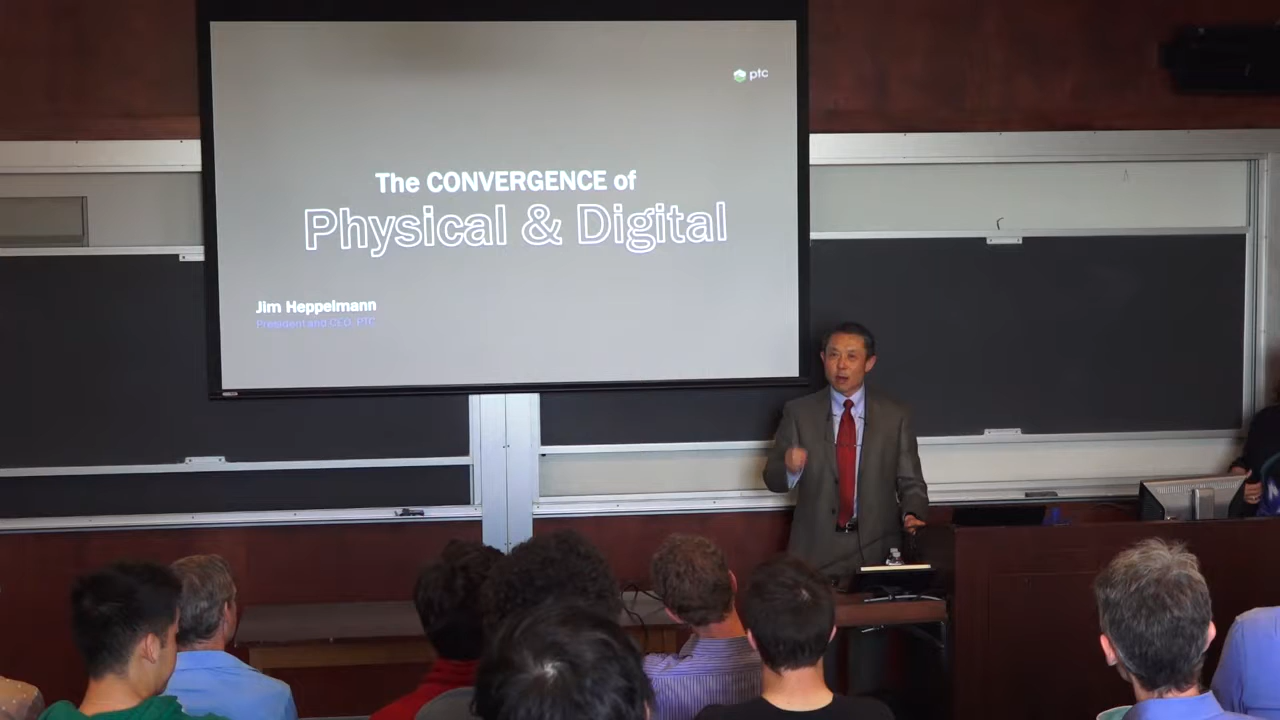 ptc
The CONVERGENCE of
Physical & Digital
Jim Heppelmann
President and CEO, PTC